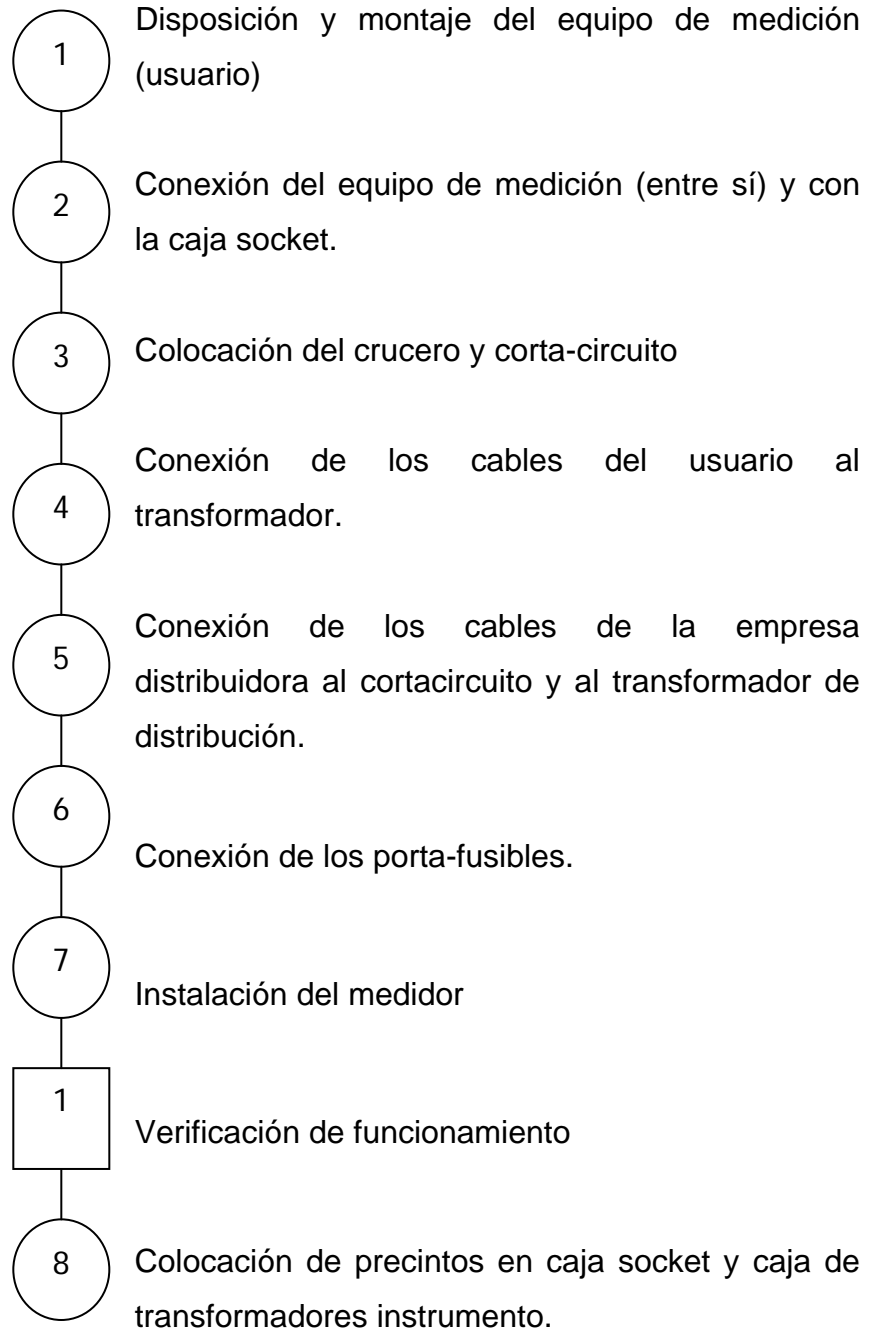 Disposición y montaje del equipo de medición
1
(usuario)
Conexión del equipo de medición (entre sí) y con
2
la caja socket.
3
Colocación del crucero y corta-circuito
Conexión de los cables del usuario al
4
transformador.
Conexión de los cables de la empresa
5
distribuidora al cortacircuito y al transformador de
distribución.
6
Conexión de los porta-fusibles.
7
Instalación del medidor
1
Verificación de funcionamiento
8
Colocación de precintos en caja socket y caja de
transformadores instrumento.